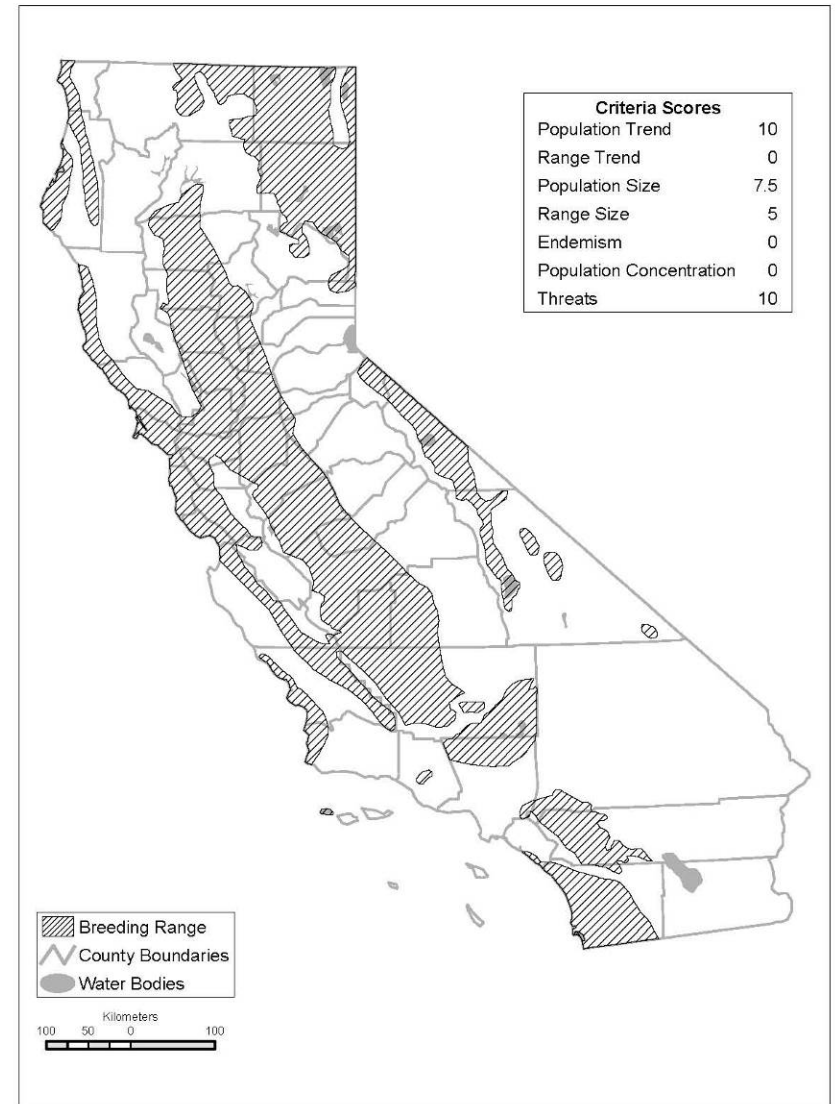 Criteria Scores
Population Trend 10
Range Trend 0
Population Size 7.5
Range Size 5
Endemism 0
Population Concentration 0
Threats 10
Breeding Range
County Boundaries
Water Bodies
Kilometers
100 50 0 100